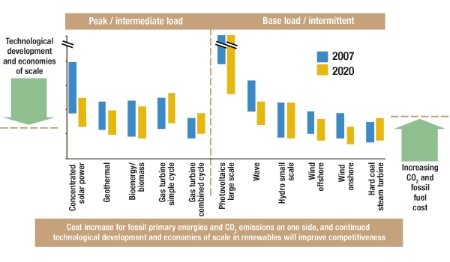 Peak / intermediate load
Base load / intermittent
Technological
development
and economies
of scale
2007
2020
Concentrated
solar power
Geothermal
Bioenergy/
biomass
Gas turbine
simple cycle
Gas turbine
combined cycle
Photovoltaics
large scale
Wave
Hydro small
scale
Wind
offshore
Wind
onshore
Hard coal
steam turbine
Increasing
CO2 and
fossil
fuel
cost
Cost increase for fossil primary energies and CO2 emissions on one side, and continued
technological development and economies of scale in renewables will improve competitiveness